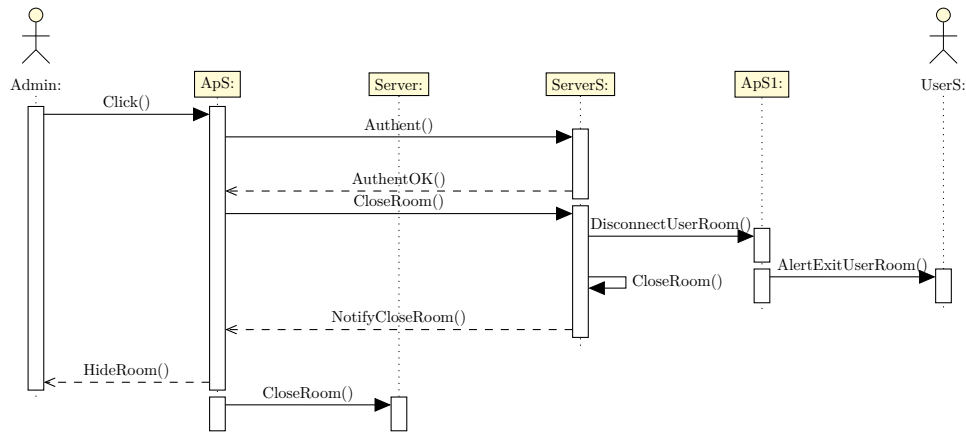 Admin:
ApS:
Server:
ServerS:
ApS1:
UserS:
Click()
Authent()
AuthentOK()
CloseRoom()
DisconnectUserRoom()
AlertExitUserRoom()
CloseRoom()
NotifyCloseRoom()
HideRoom()
CloseRoom()